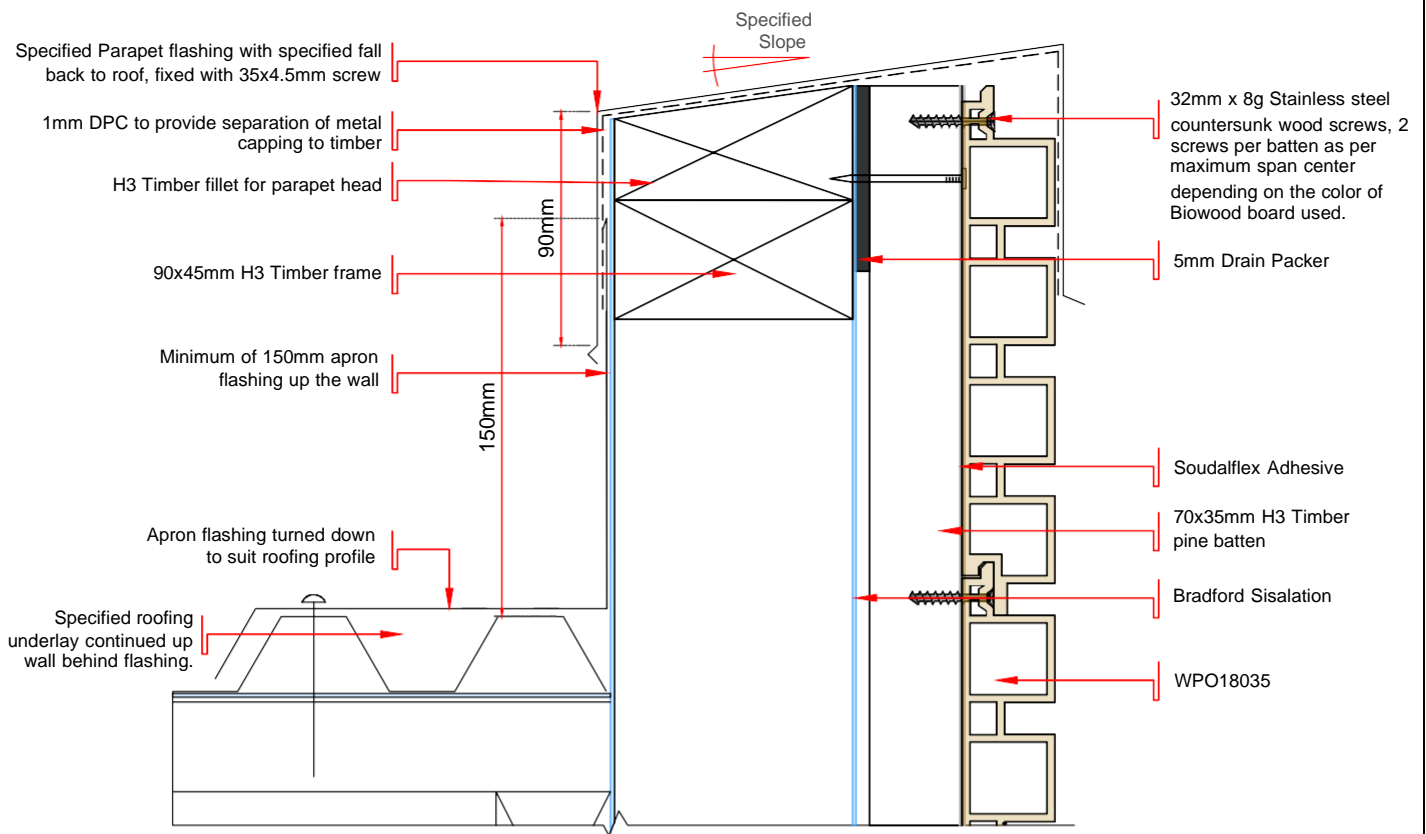 Specified
Slope
Specified Parapet flashing with specified fall
back to roof, fixed with 35x4.5mm screw
1mm DPC to provide separation of metal
capping to timber
H3 Timber fillet for parapet head
90x45mm H3 Timber frame
Minimum of 150mm apron
flashing up the wall
Apron flashing turned down
to suit roofing profile
Specified roofing
underlay continued up
wall behind flashing.
90mm
150mm
32mm x 8g Stainless steel
countersunk wood screws, 2
screws per batten as per
maximum span center
depending on the color of
Biowood board used.
5mm Drain Packer
Soudalflex Adhesive
70x35mm H3 Timber
pine batten
Bradford Sisalation
WPO18035